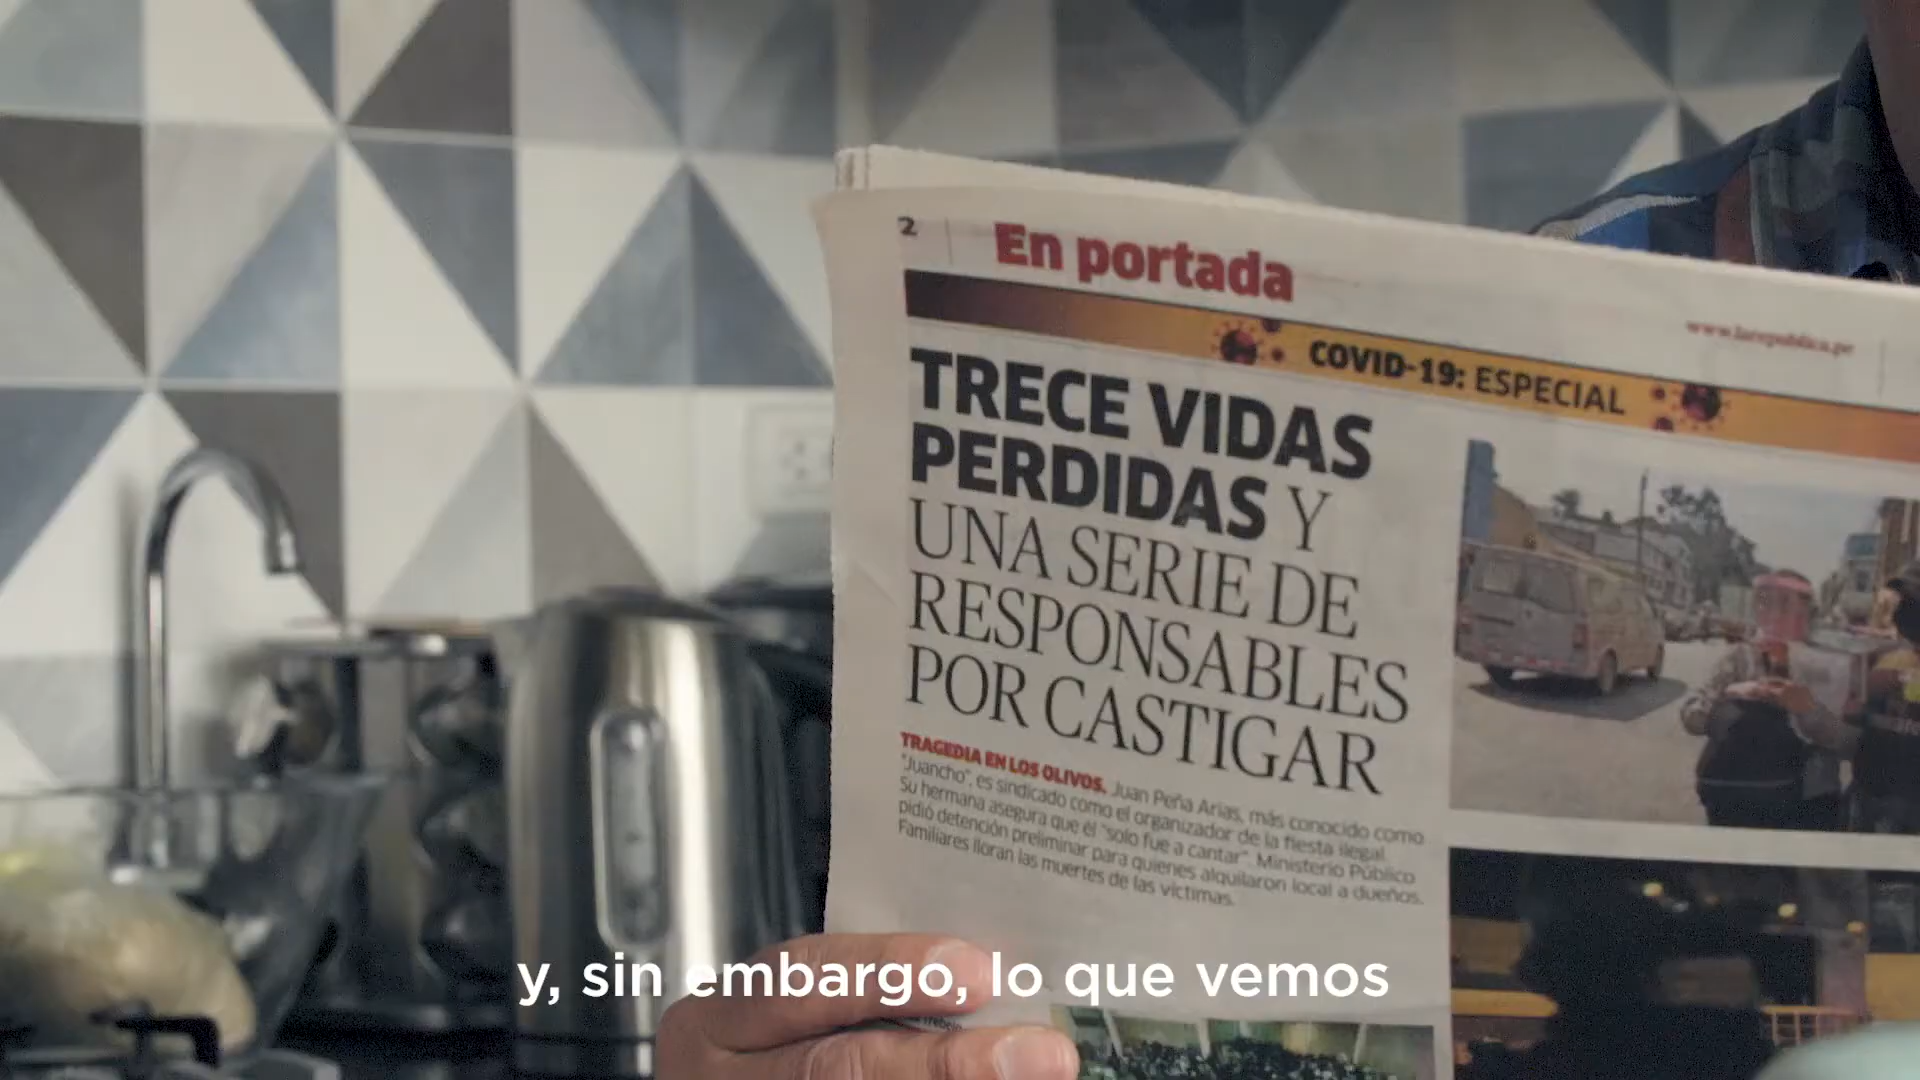 2
En portada
www.larepublica.pe
COVID-19: ESPECIAL
TRECE VIDAS
PERDIDAS Y
UNA SERIE DE
RESPONSABLES
POR CASTIGAR
TRAGEDIA EN LOS OLIVOS. Juan Peña Arias, más conocido como
"Juancho", es sindicado como el organizador de la fiesta ilegal.
Su hermana asegura que él "solo fue a cantar". Ministerio Público
pidió detención preliminar para quienes alquilaron local a dueños.
Familiares lloran las muertes de las víctimas.
y, sin embargo, lo que vemos